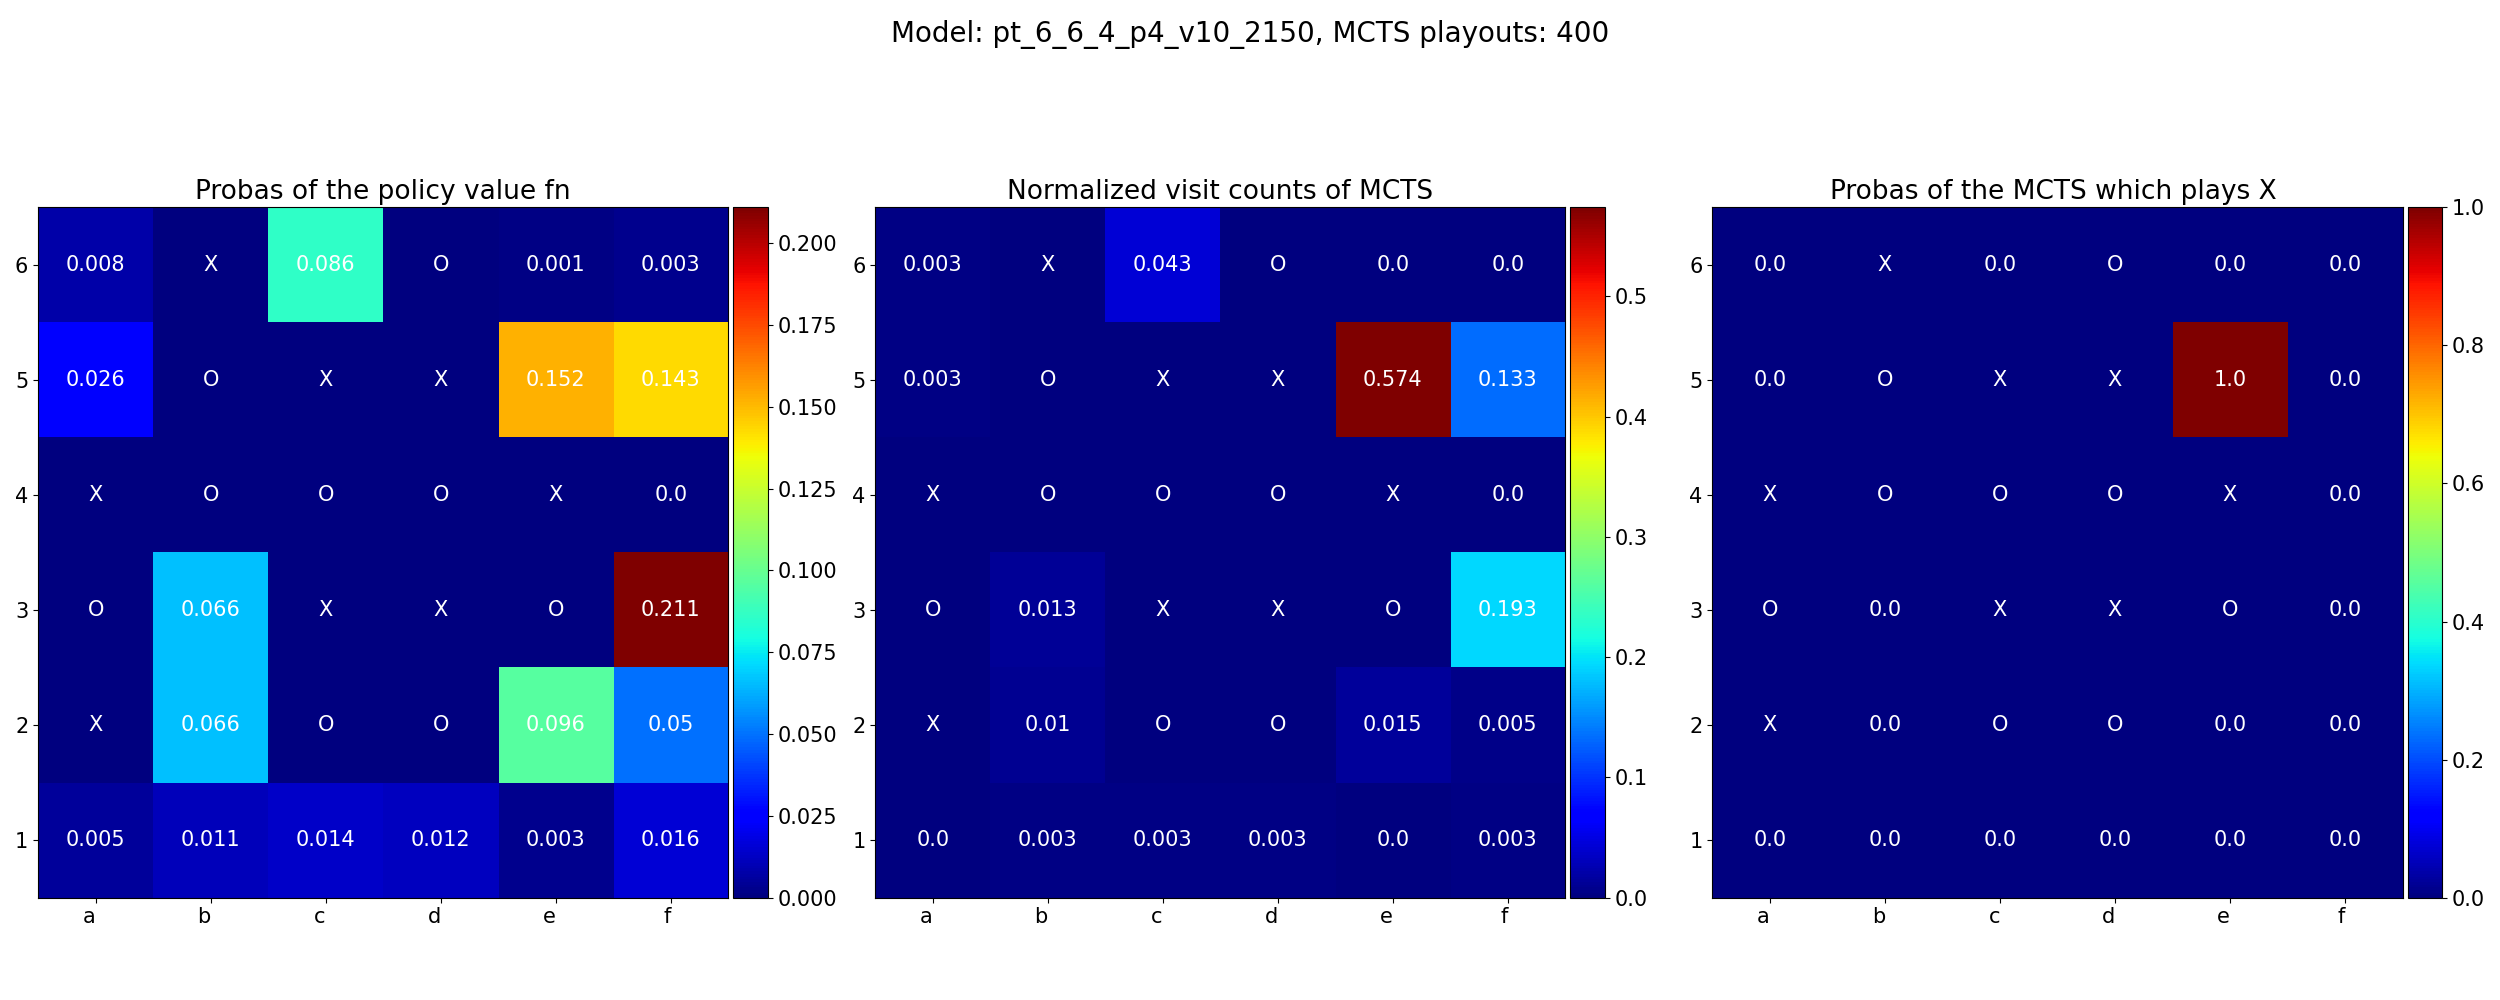 Model: pt_6_6_4_p4_v10_2150, MCTS playouts: 400
Probas of the policy value fn
6 0.008 X 0.086 O 0.001 0.003
5 0.026 O X X 0.152 0.143
4 X O O O X 0.0
3 O 0.066 X X O 0.211
2 X 0.066 O O 0.096 0.05
1 0.005 0.011 0.014 0.012 0.003 0.016
a b c d e f
0.200
0.175
0.150
0.125
0.100
0.075
0.050
0.025
0.000
Normalized visit counts of MCTS
6 0.003 X 0.043 O 0.0 0.0
5 0.003 O X X 0.574 0.133
4 X O O O X 0.0
3 O 0.013 X X O 0.193
2 X 0.01 O O 0.015 0.005
1 0.0 0.003 0.003 0.003 0.0 0.003
a b c d e f
0.5
0.4
0.3
0.2
0.1
0.0
Probas of the MCTS which plays X
6 0.0 X 0.0 O 0.0 0.0
5 0.0 O X X 1.0 0.0
4 X O O O X 0.0
3 O 0.0 X X O 0.0
2 X 0.0 O O 0.0 0.0
1 0.0 0.0 0.0 0.0 0.0 0.0
a b c d e f
1.0
0.8
0.6
0.4
0.2
0.0